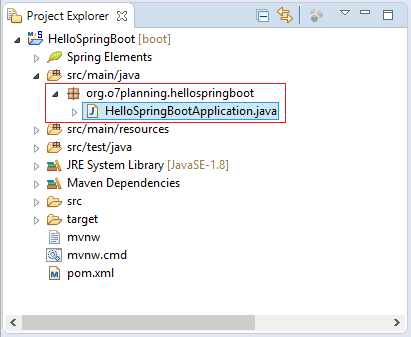 Project Explorer
HelloSpringBoot [boot]
Spring Elements
src/main/java
org.o7planning.hellospringboot
HelloSpringBootApplication.java
src/main/resources
src/test/java
JRE System Library [JavaSE-1.8]
Maven Dependencies
src
target
mvnw
mvnw.cmd
pom.xml